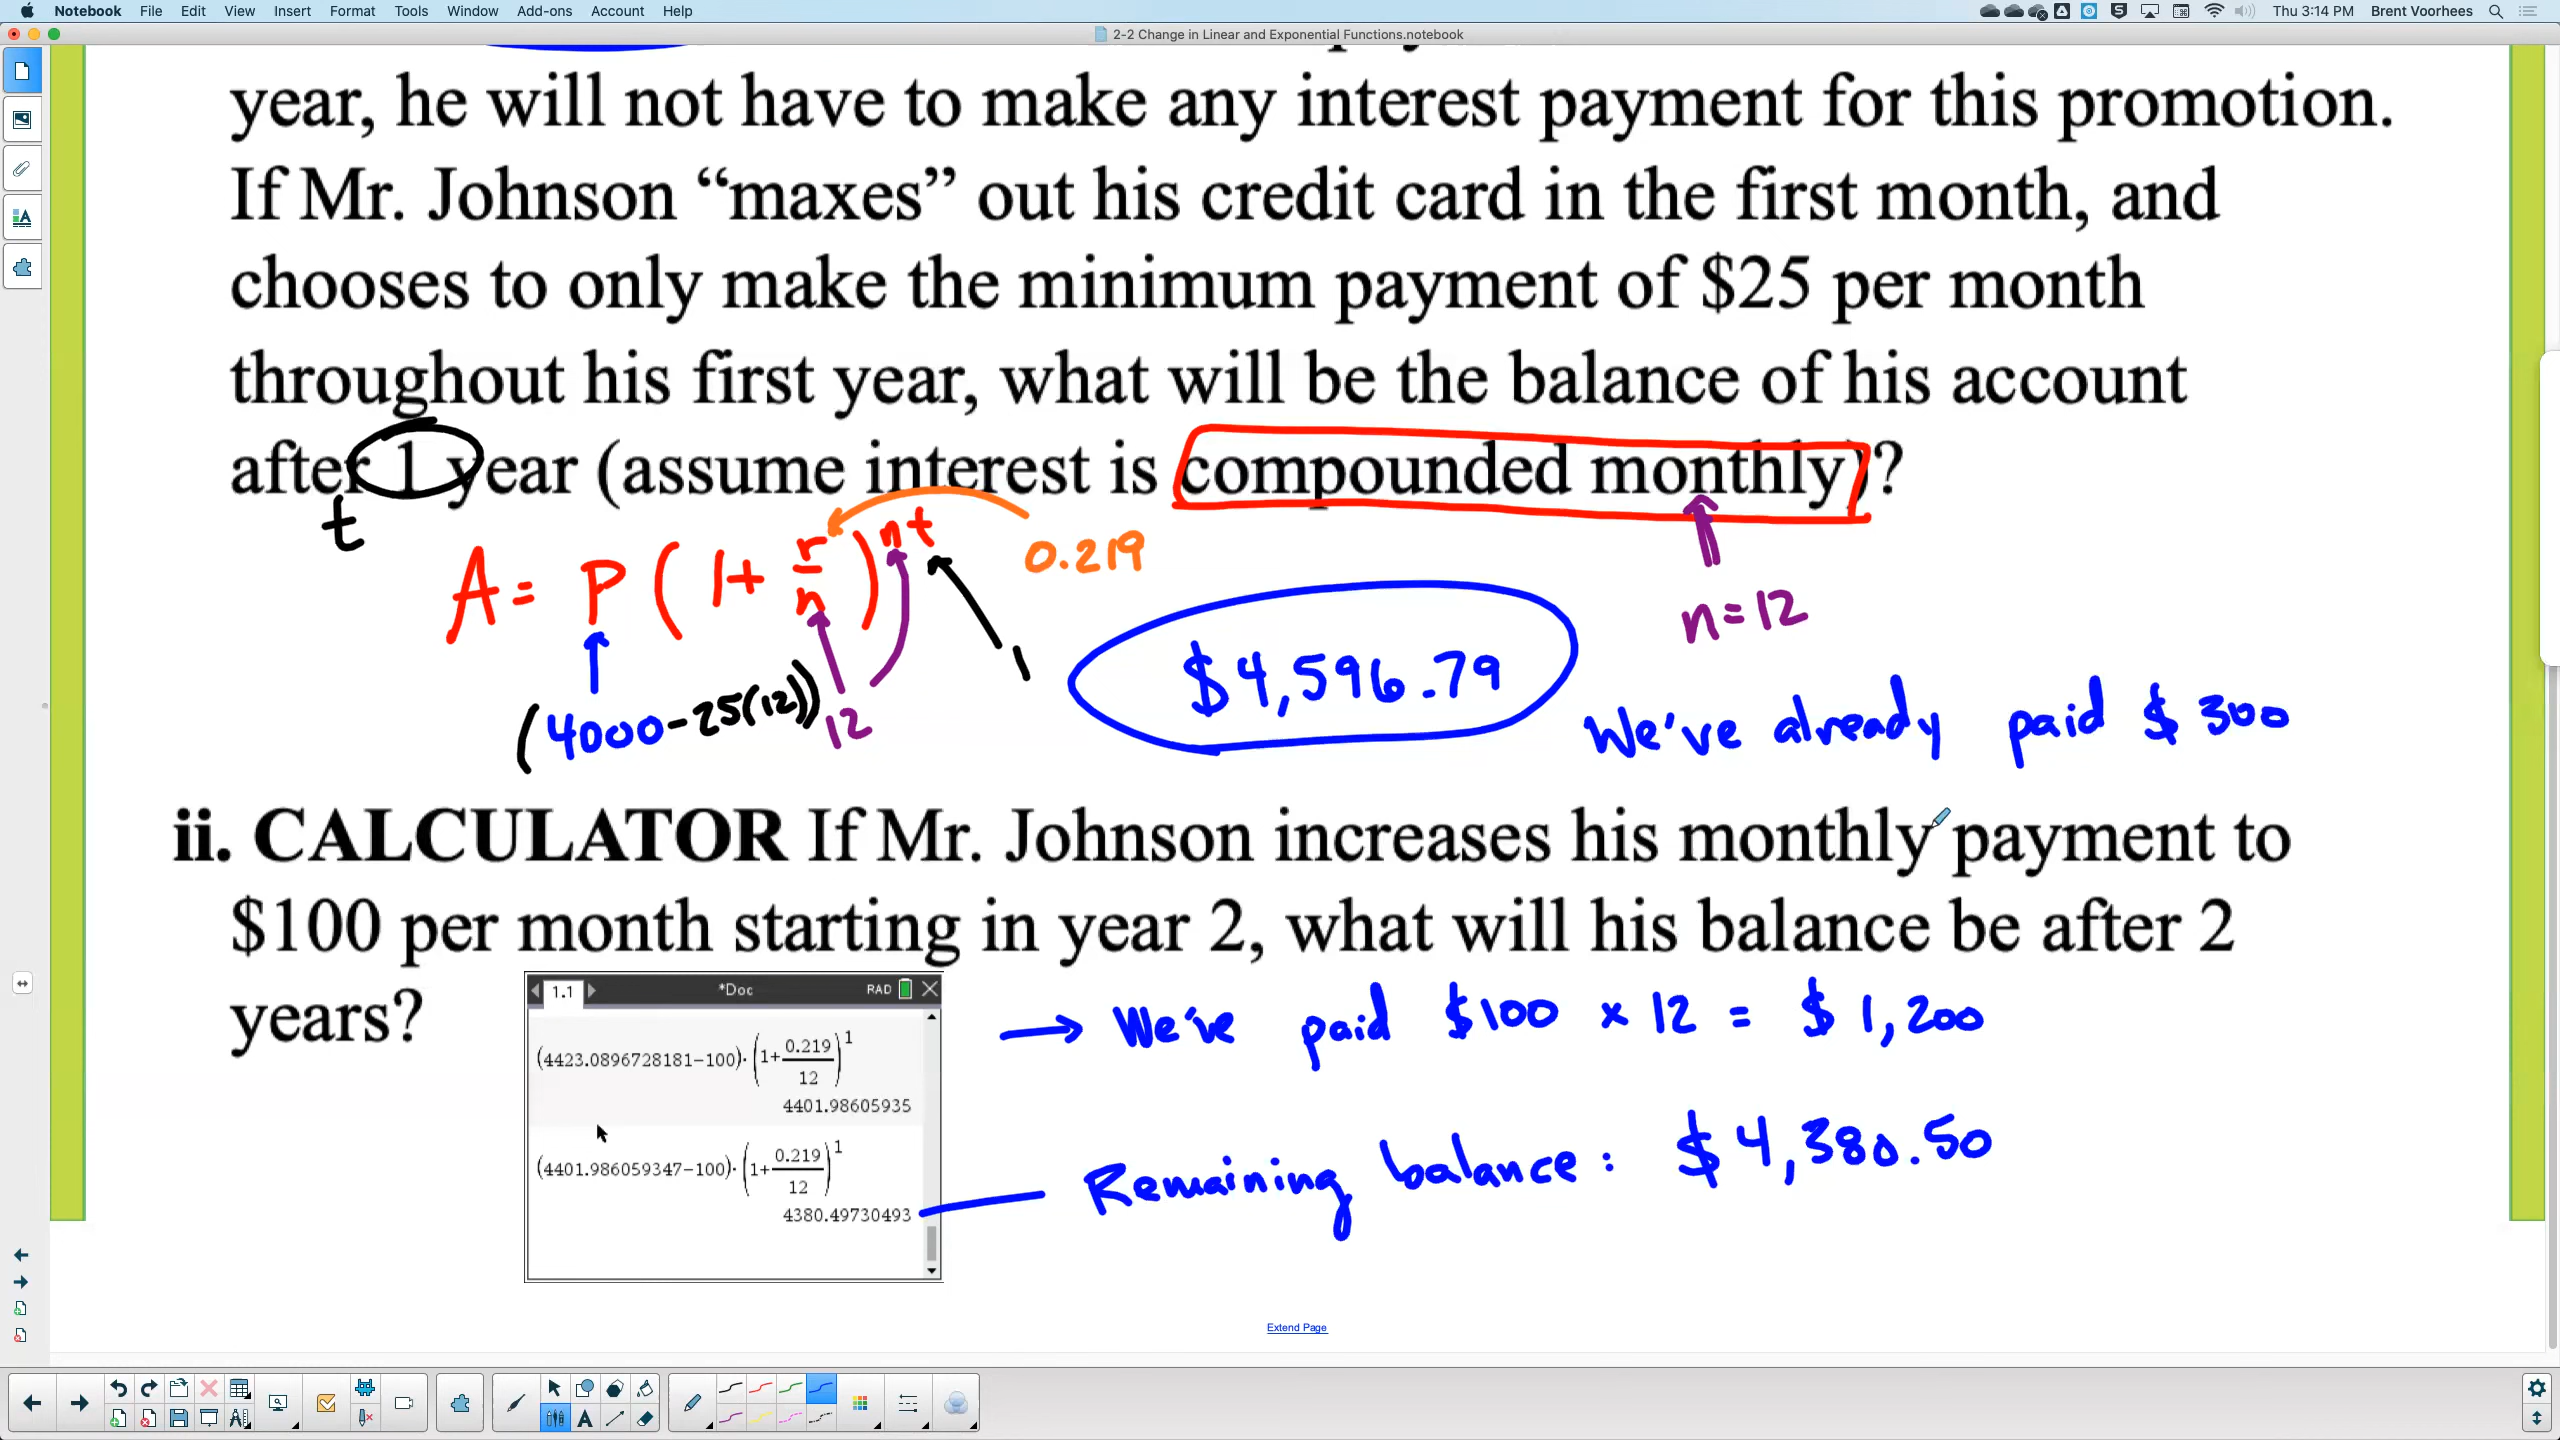 Notebook File Edit View Insert Format Tools Window Add-ons Account Help Thu 3:14 PM Brent Voorhees
2-2 Change in Linear and Exponential Functions.notebook
year, he will not have to make any interest payment for this promotion.
If Mr. Johnson “maxes” out his credit card in the first month, and
chooses to only make the minimum payment of $25 per month
throughout his first year, what will be the balance of his account
after 1 year (assume interest is compounded monthly)?
t
A = P ( 1 + r/n )^nt
0.219
n=12
1
$4,596.79
(4000-25(12))
12
We've already paid $300
ii. CALCULATOR If Mr. Johnson increases his monthly payment to
$100 per month starting in year 2, what will his balance be after 2
years?
1.1 *Doc RAD
(4423.0896728181-100)·(1+0.219/12)^1
4401.98605935
(4401.986059347-100)·(1+0.219/12)^1
4380.49730493
→ We've paid $100 x 12 = $1,200
Remaining balance: $4,380.50
Extend Page